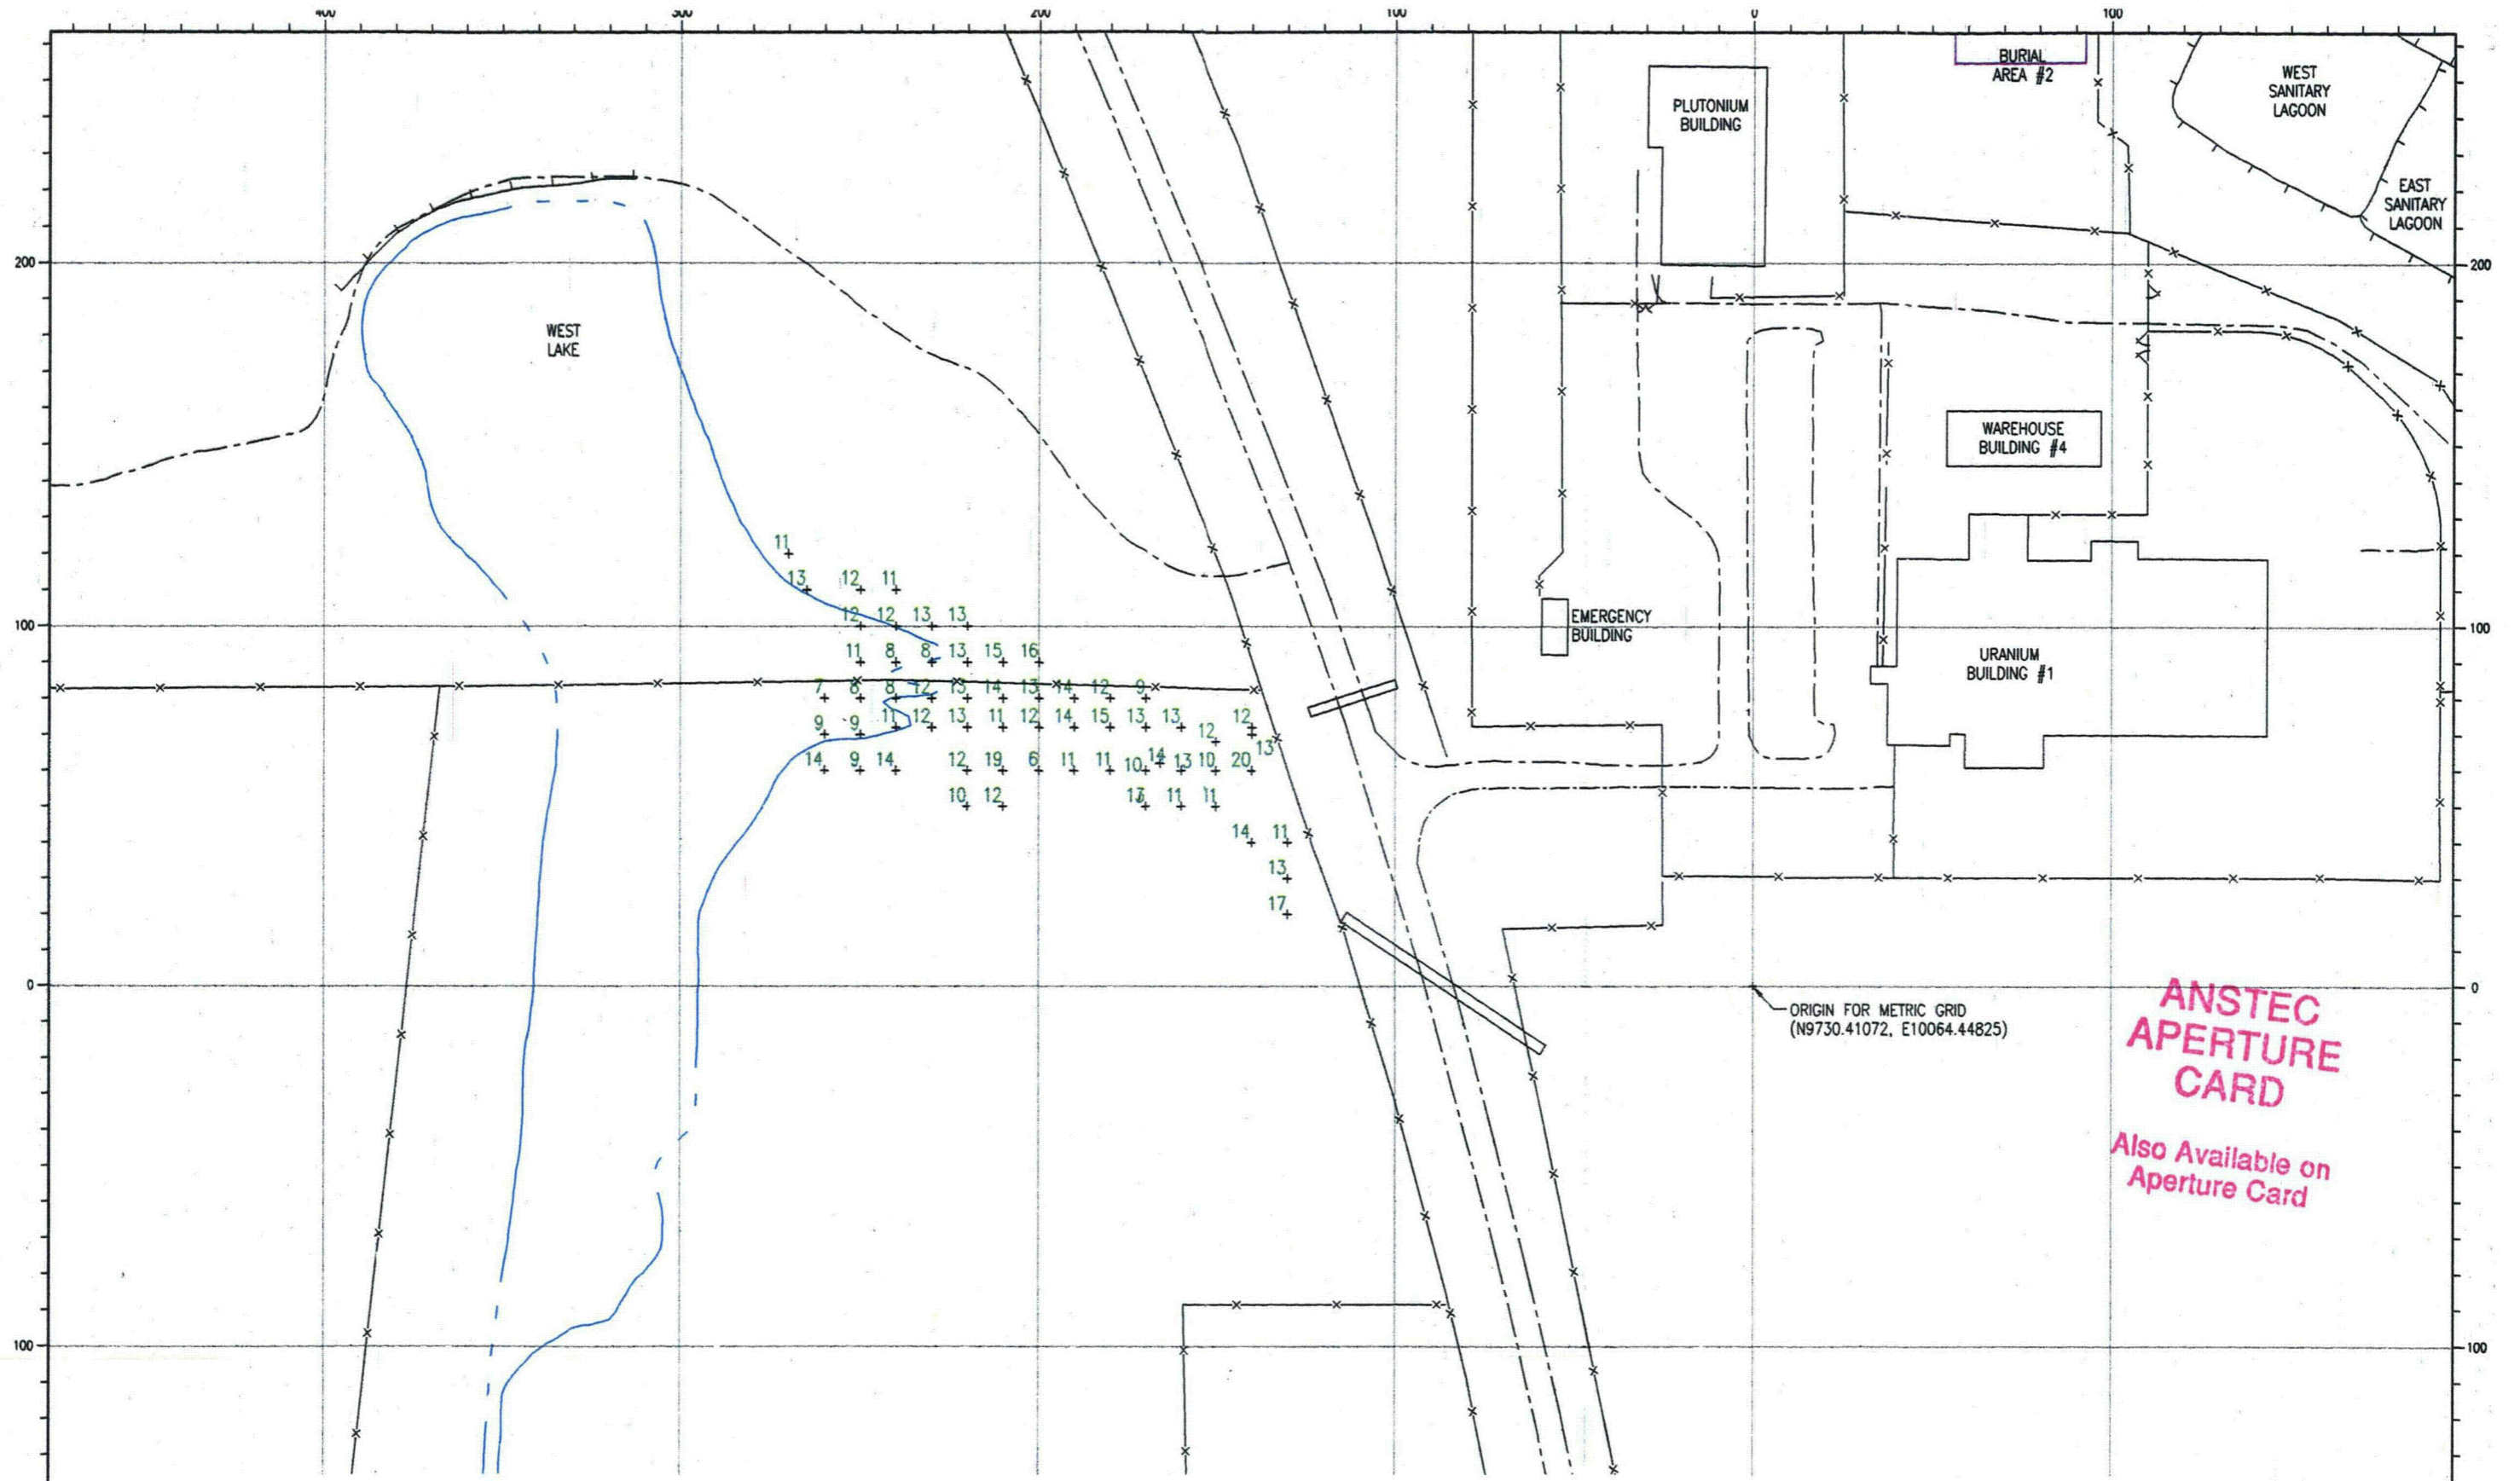 400 300 200 100 0 100
BURIAL
AREA #2
WEST
SANITARY
LAGOON
PLUTONIUM
BUILDING
EAST
SANITARY
LAGOON
200 200
WEST
LAKE
WAREHOUSE
BUILDING #4
11
13 12 11
12 12 13 13
100 100
EMERGENCY
BUILDING
11 8 8 13 15 16
URANIUM
BUILDING #1
7 8 8 12 13 14 13 14 12 9
9 9 11 12 13 11 12 14 15 13 13 12 12
13
14 9 14 12 19 6 11 11 10 14 13 10 20
10 12 13 11 11
14 11
13
17
0 0
ORIGIN FOR METRIC GRID
(N9730.41072, E10064.44825)
ANSTEC
APERTURE
CARD
Also Available on
Aperture Card
100 100